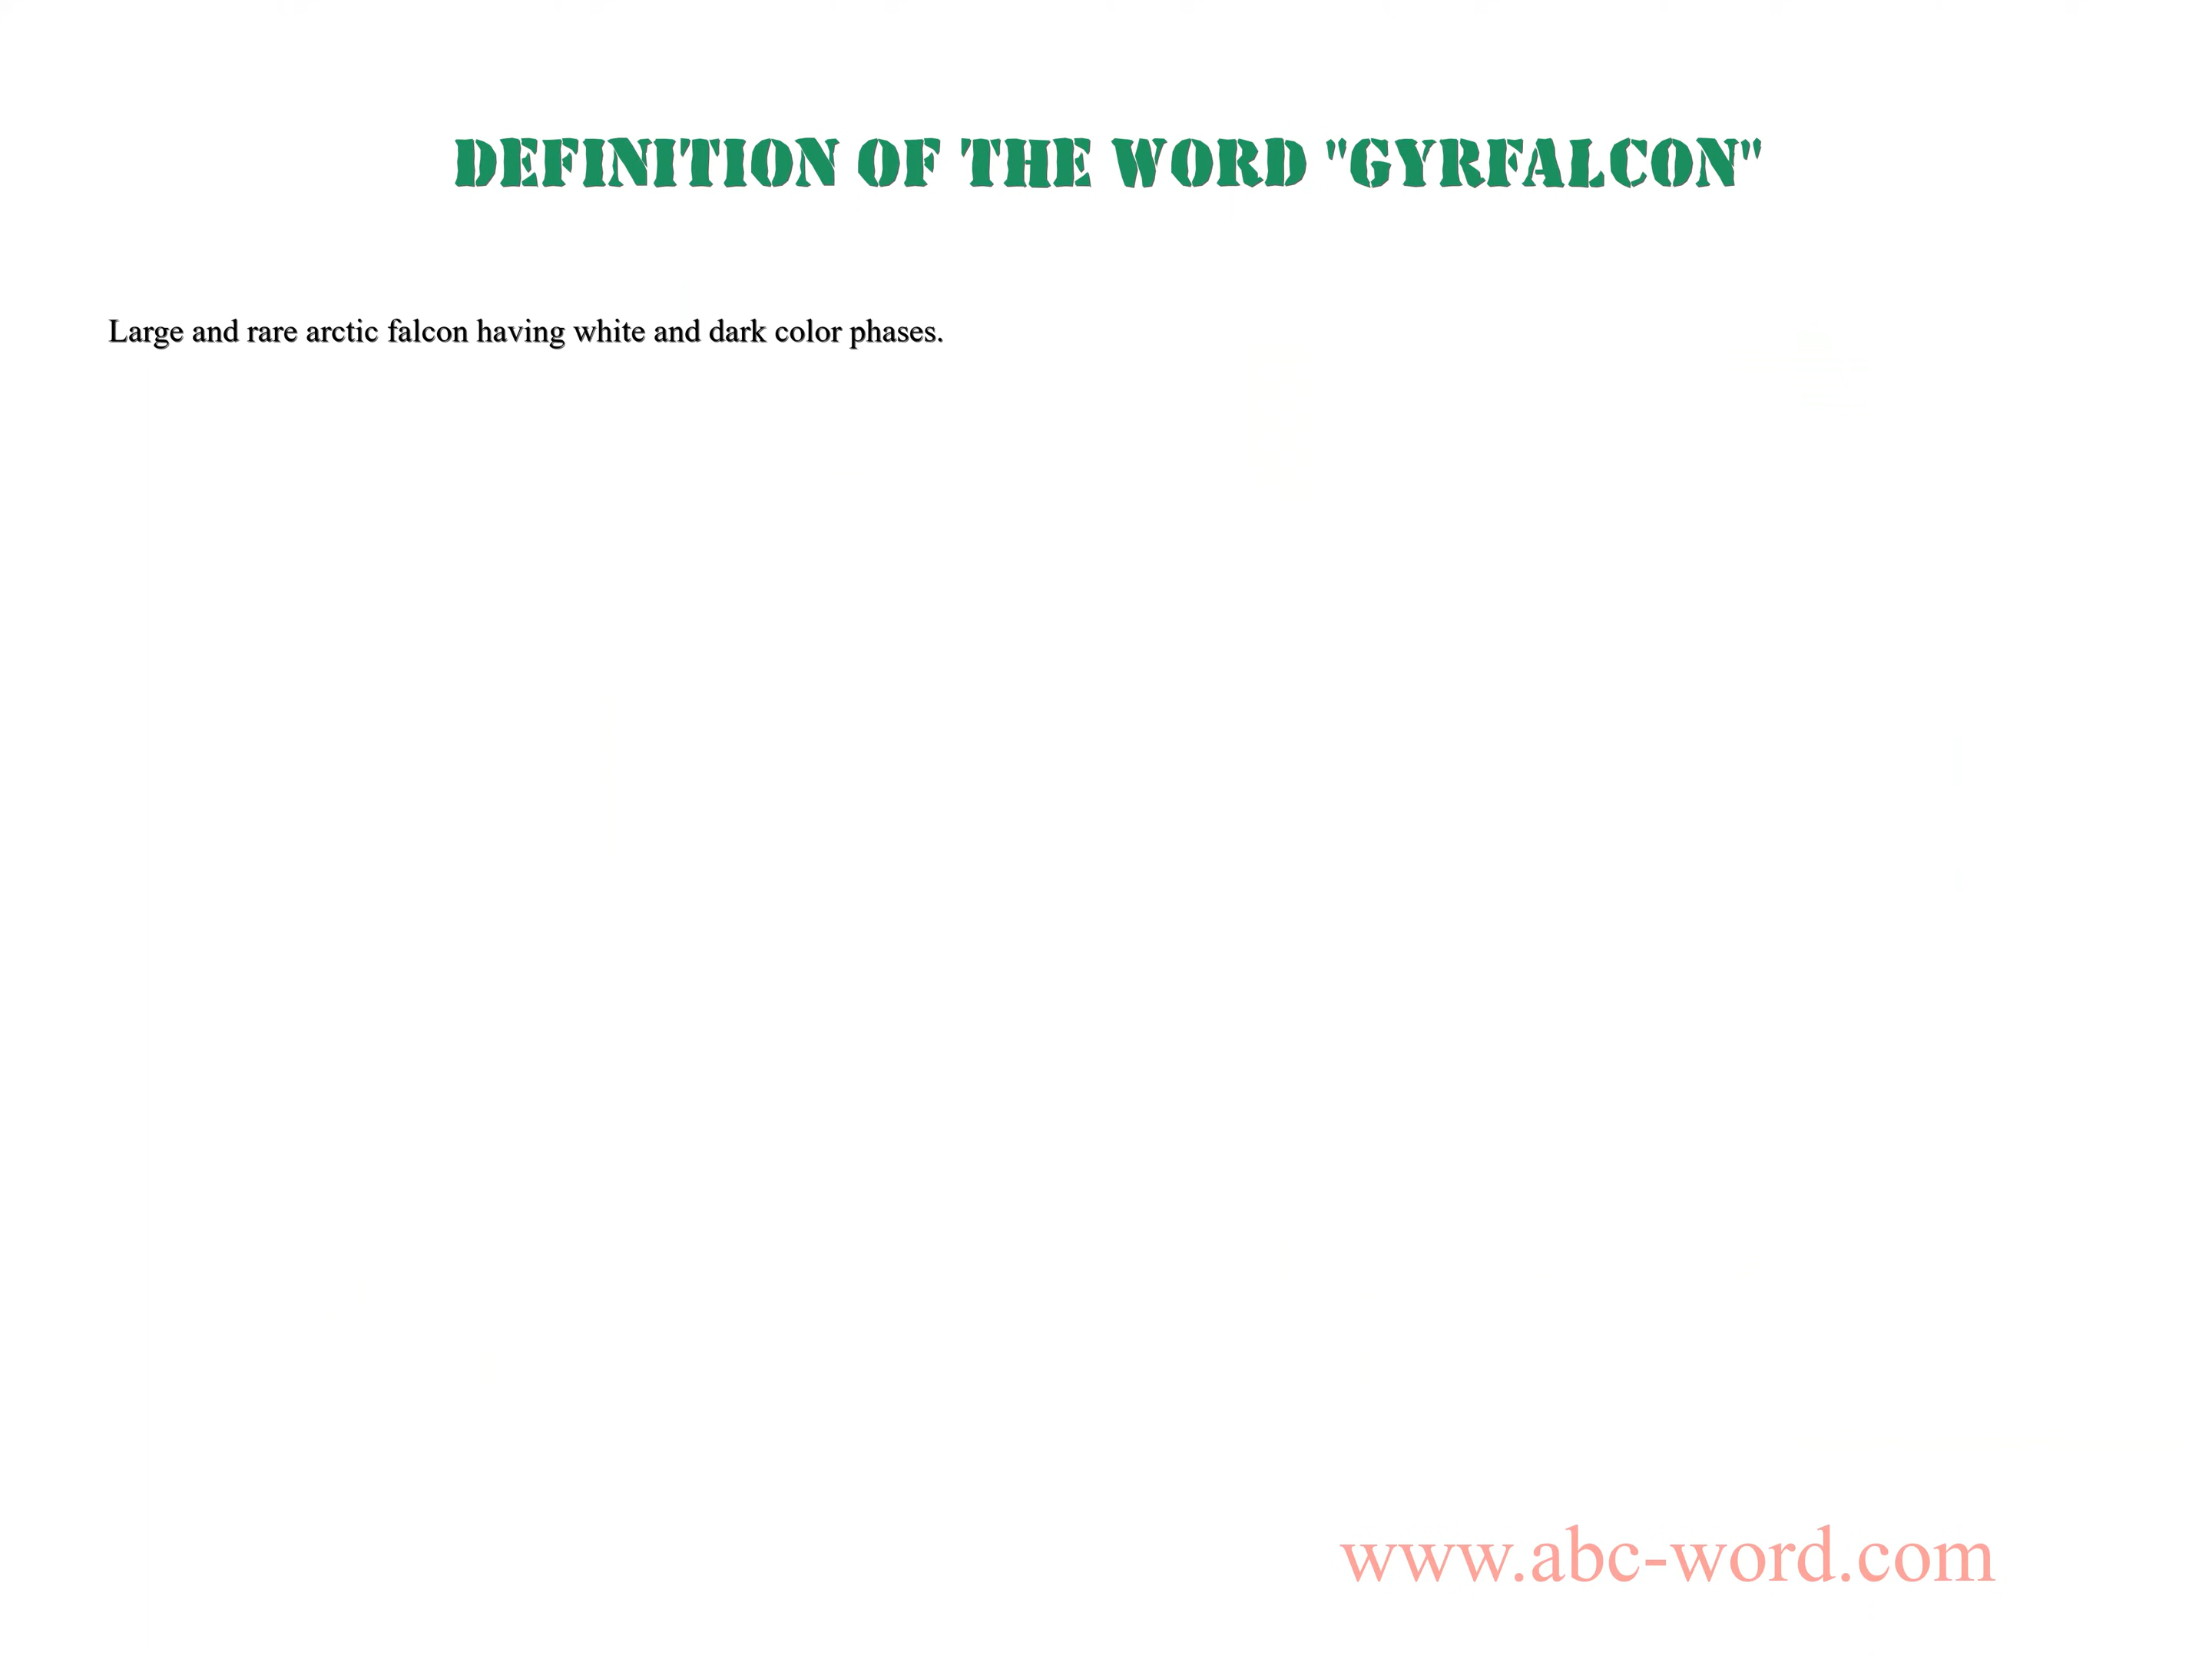 DEFINITION OF THE WORD "GYRFALCON"
Large and rare arctic falcon having white and dark color phases.
www.abc-word.com